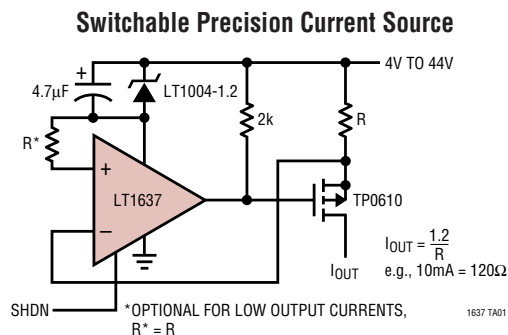 Switchable Precision Current Source
4V TO 44V
+
4.7µF
LT1004-1.2
R*
2k
R
+
LT1637
TP0610
–
IOUT = 1.2
R
e.g., 10mA = 120Ω
IOUT
SHDN
*OPTIONAL FOR LOW OUTPUT CURRENTS,
R* = R
1637 TA01